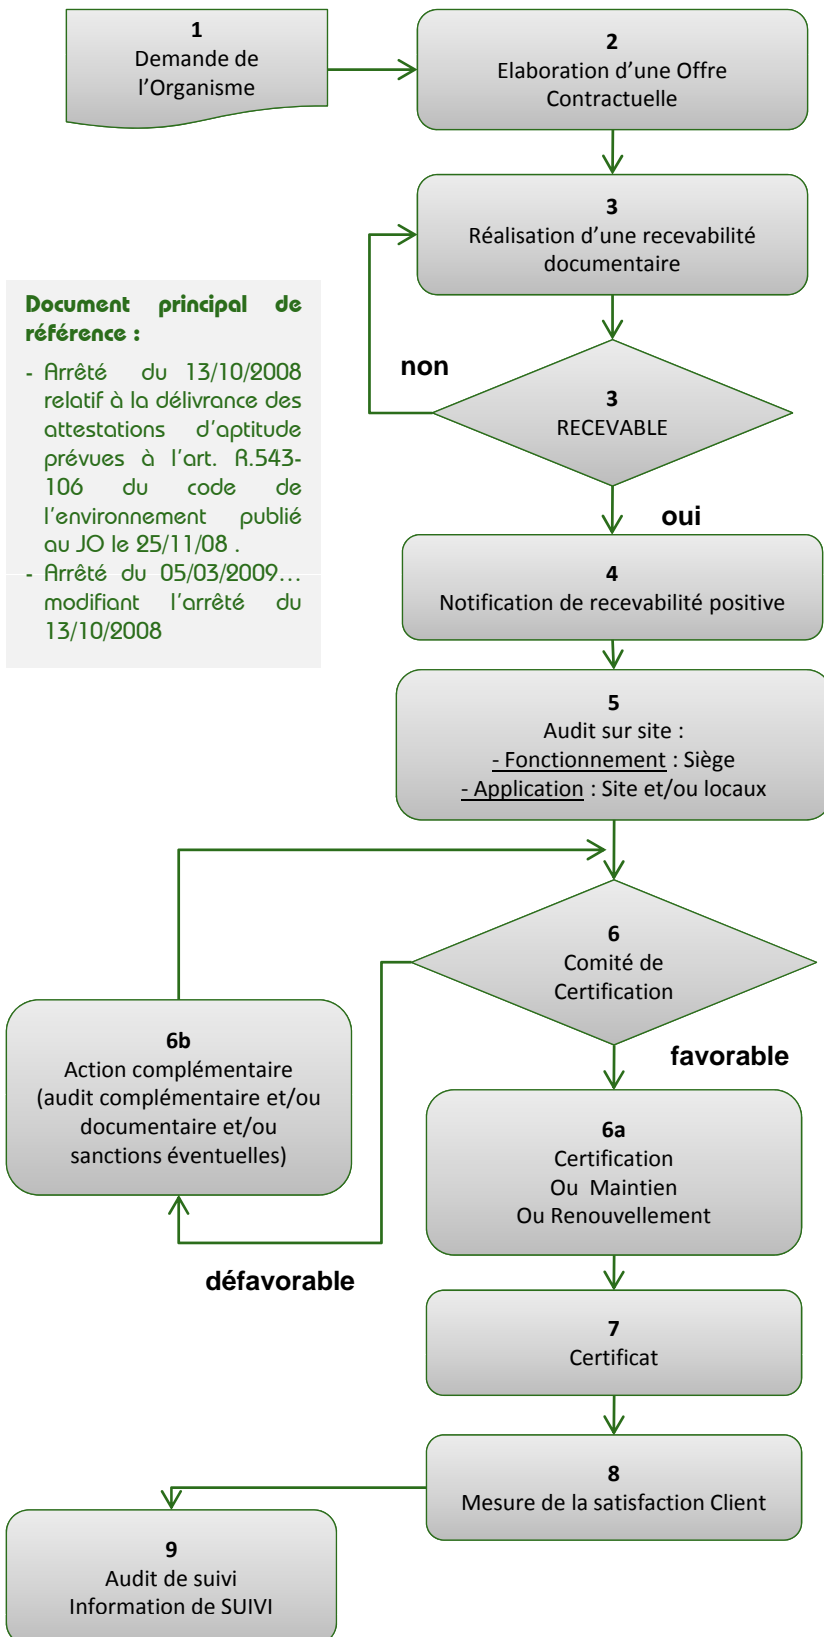 1
Demande de
l’Organisme
2
Elaboration d’une Offre
Contractuelle
3
Réalisation d’une recevabilité
documentaire
Document principal de
référence :
- Arrêté du 13/10/2008
relatif à la délivrance des
attestations d’aptitude
prévues à l’art. R.543-
106 du code de
l’environnement publié
au JO le 25/11/08 .
- Arrêté du 05/03/2009…
modifiant l’arrêté du
13/10/2008
non
3
RECEVABLE
oui
4
Notification de recevabilité positive
5
Audit sur site :
- Fonctionnement : Siège
- Application : Site et/ou locaux
6
Comité de
Certification
6b
Action complémentaire
(audit complémentaire et/ou
documentaire et/ou
sanctions éventuelles)
favorable
6a
Certification
Ou Maintien
Ou Renouvellement
défavorable
7
Certificat
8
Mesure de la satisfaction Client
9
Audit de suivi
Information de SUIVI